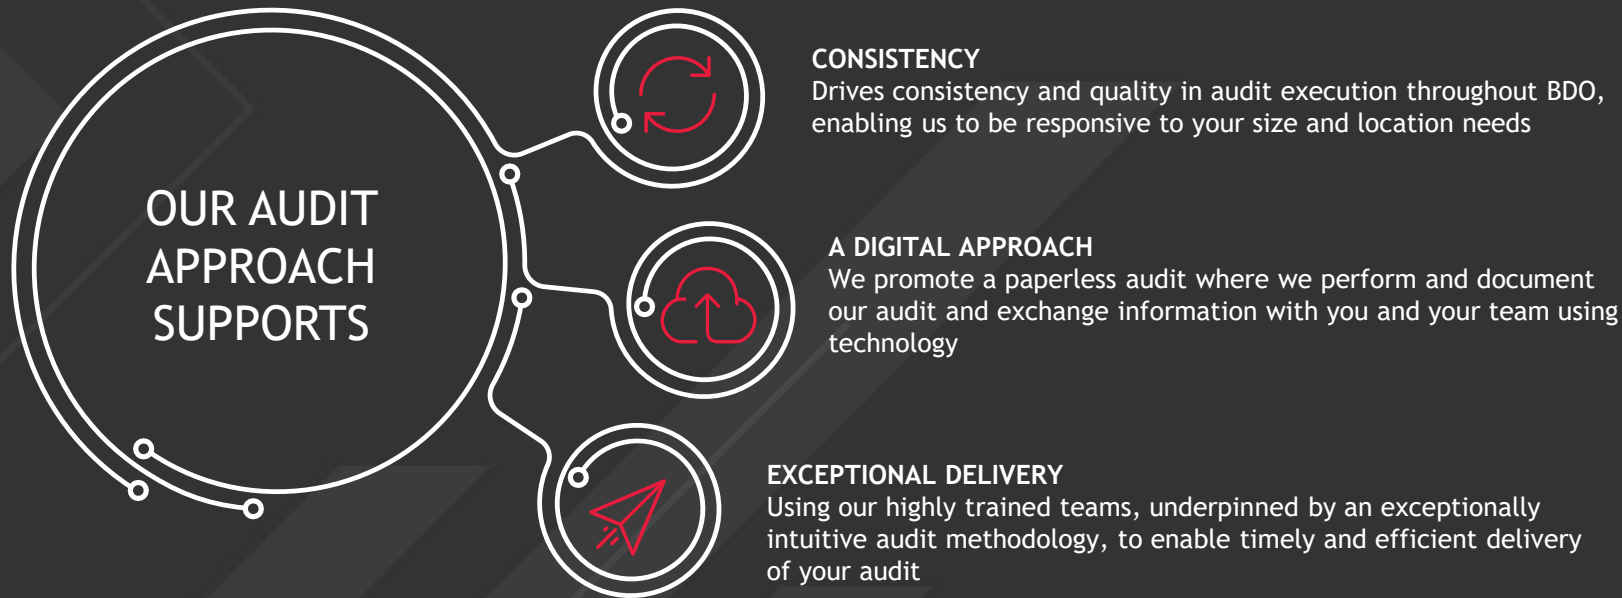 OUR AUDIT
APPROACH
SUPPORTS
CONSISTENCY
Drives consistency and quality in audit execution throughout BDO,
enabling us to be responsive to your size and location needs
A DIGITAL APPROACH
We promote a paperless audit where we perform and document
our audit and exchange information with you and your team using
technology
EXCEPTIONAL DELIVERY
Using our highly trained teams, underpinned by an exceptionally
intuitive audit methodology, to enable timely and efficient delivery
of your audit